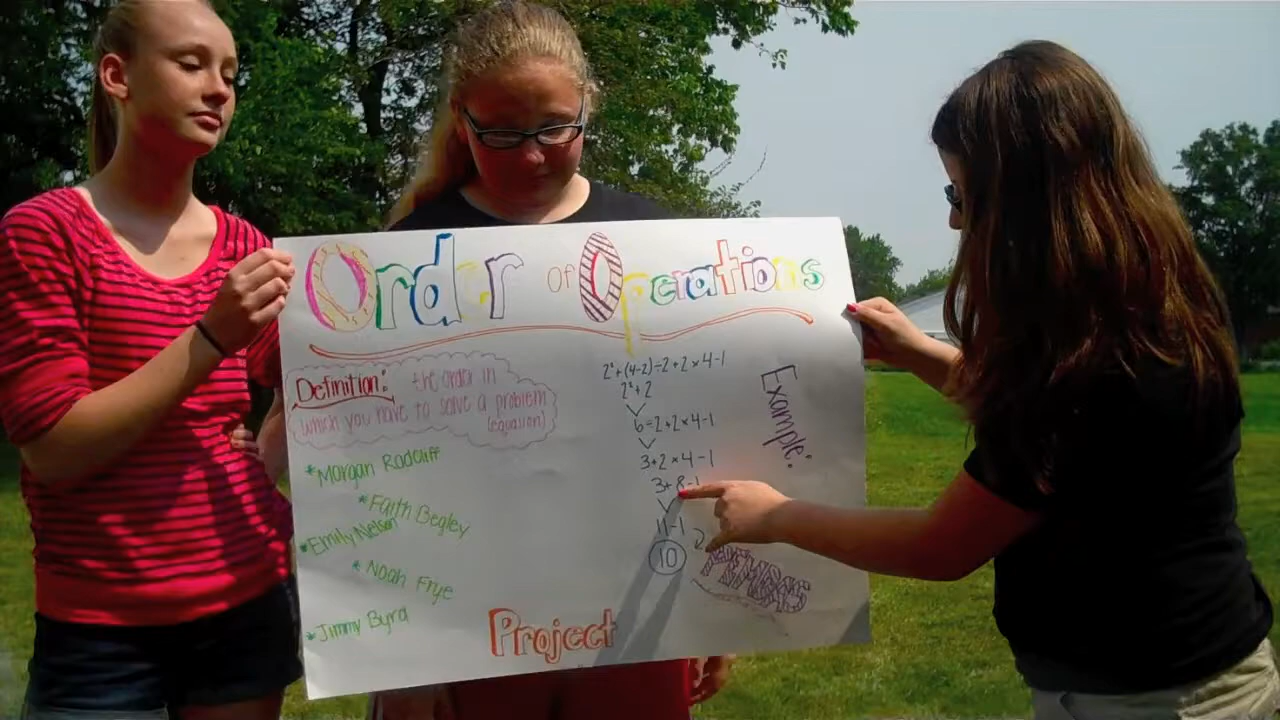 Order of Operations
Definition: the order in
which you have to solve a problem
(equasion)
*Morgan Radcliff
*Faith Begley
*Emily Nelson
*Noah Frye
*Jimmy Byrd
2²+(4-2)÷2+2×4-1
2²+2
6÷2+2×4-1
3+2×4-1
3+8-1
11-1
10
Example:
PEMDAS
Project